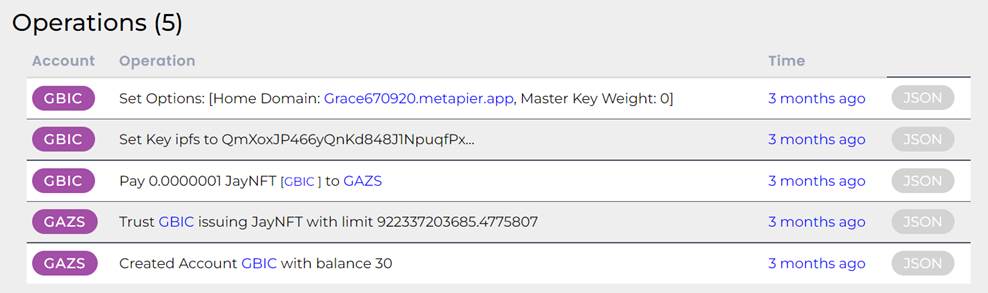 Operations (5)
Account Operation Time
GBIC Set Options: [Home Domain: Grace670920.metapier.app, Master Key Weight: 0] 3 months ago JSON
GBIC Set Key ipfs to QmXoxJP466yQnKd848J1NpuqfPx... 3 months ago JSON
GBIC Pay 0.0000001 JayNFT [GBIC ] to GAZS 3 months ago JSON
GAZS Trust GBIC issuing JayNFT with limit 922337203685.4775807 3 months ago JSON
GAZS Created Account GBIC with balance 30 3 months ago JSON